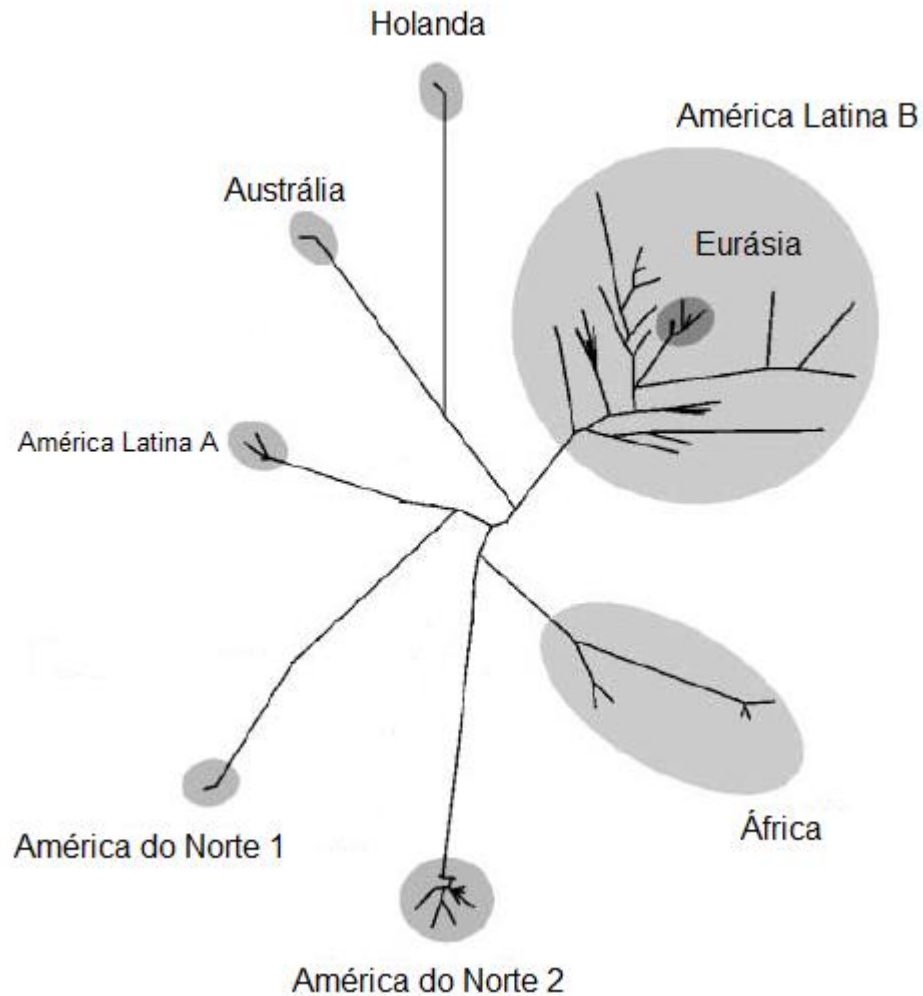 Holanda
América Latina B
Austrália
Eurásia
América Latina A
África
América do Norte 1
América do Norte 2